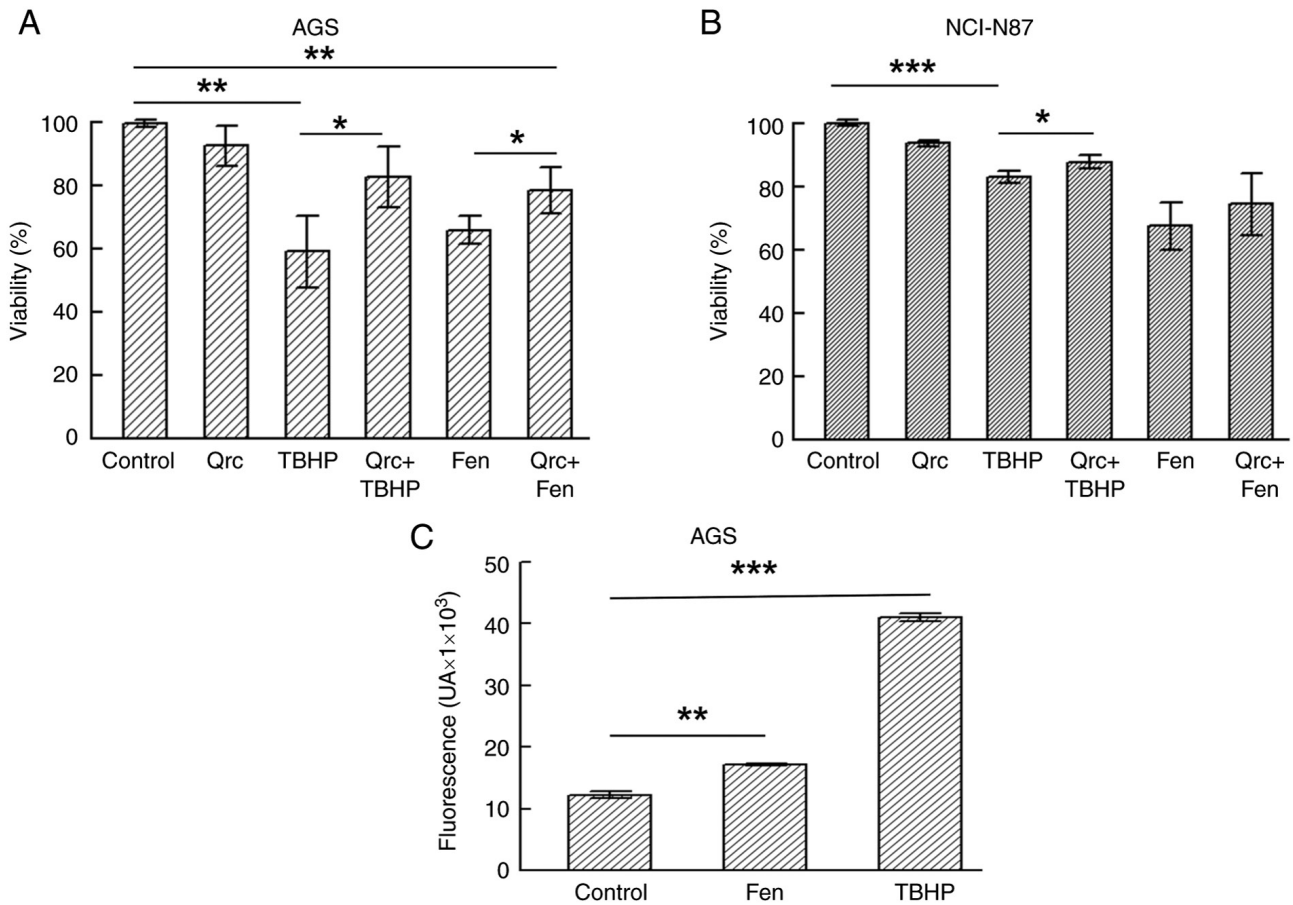 A
AGS
**
**
*
*
Viability (%)
100
80
60
40
20
0
Control Qrc TBHP Qrc+ Fen Qrc+
TBHP Fen
B
NCI-N87
***
*
Viability (%)
100
80
60
40
20
0
Control Qrc TBHP Qrc+ Fen Qrc+
TBHP Fen
C
AGS
***
**
Fluorescence (UA×1×10³)
50
40
30
20
10
0
Control Fen TBHP